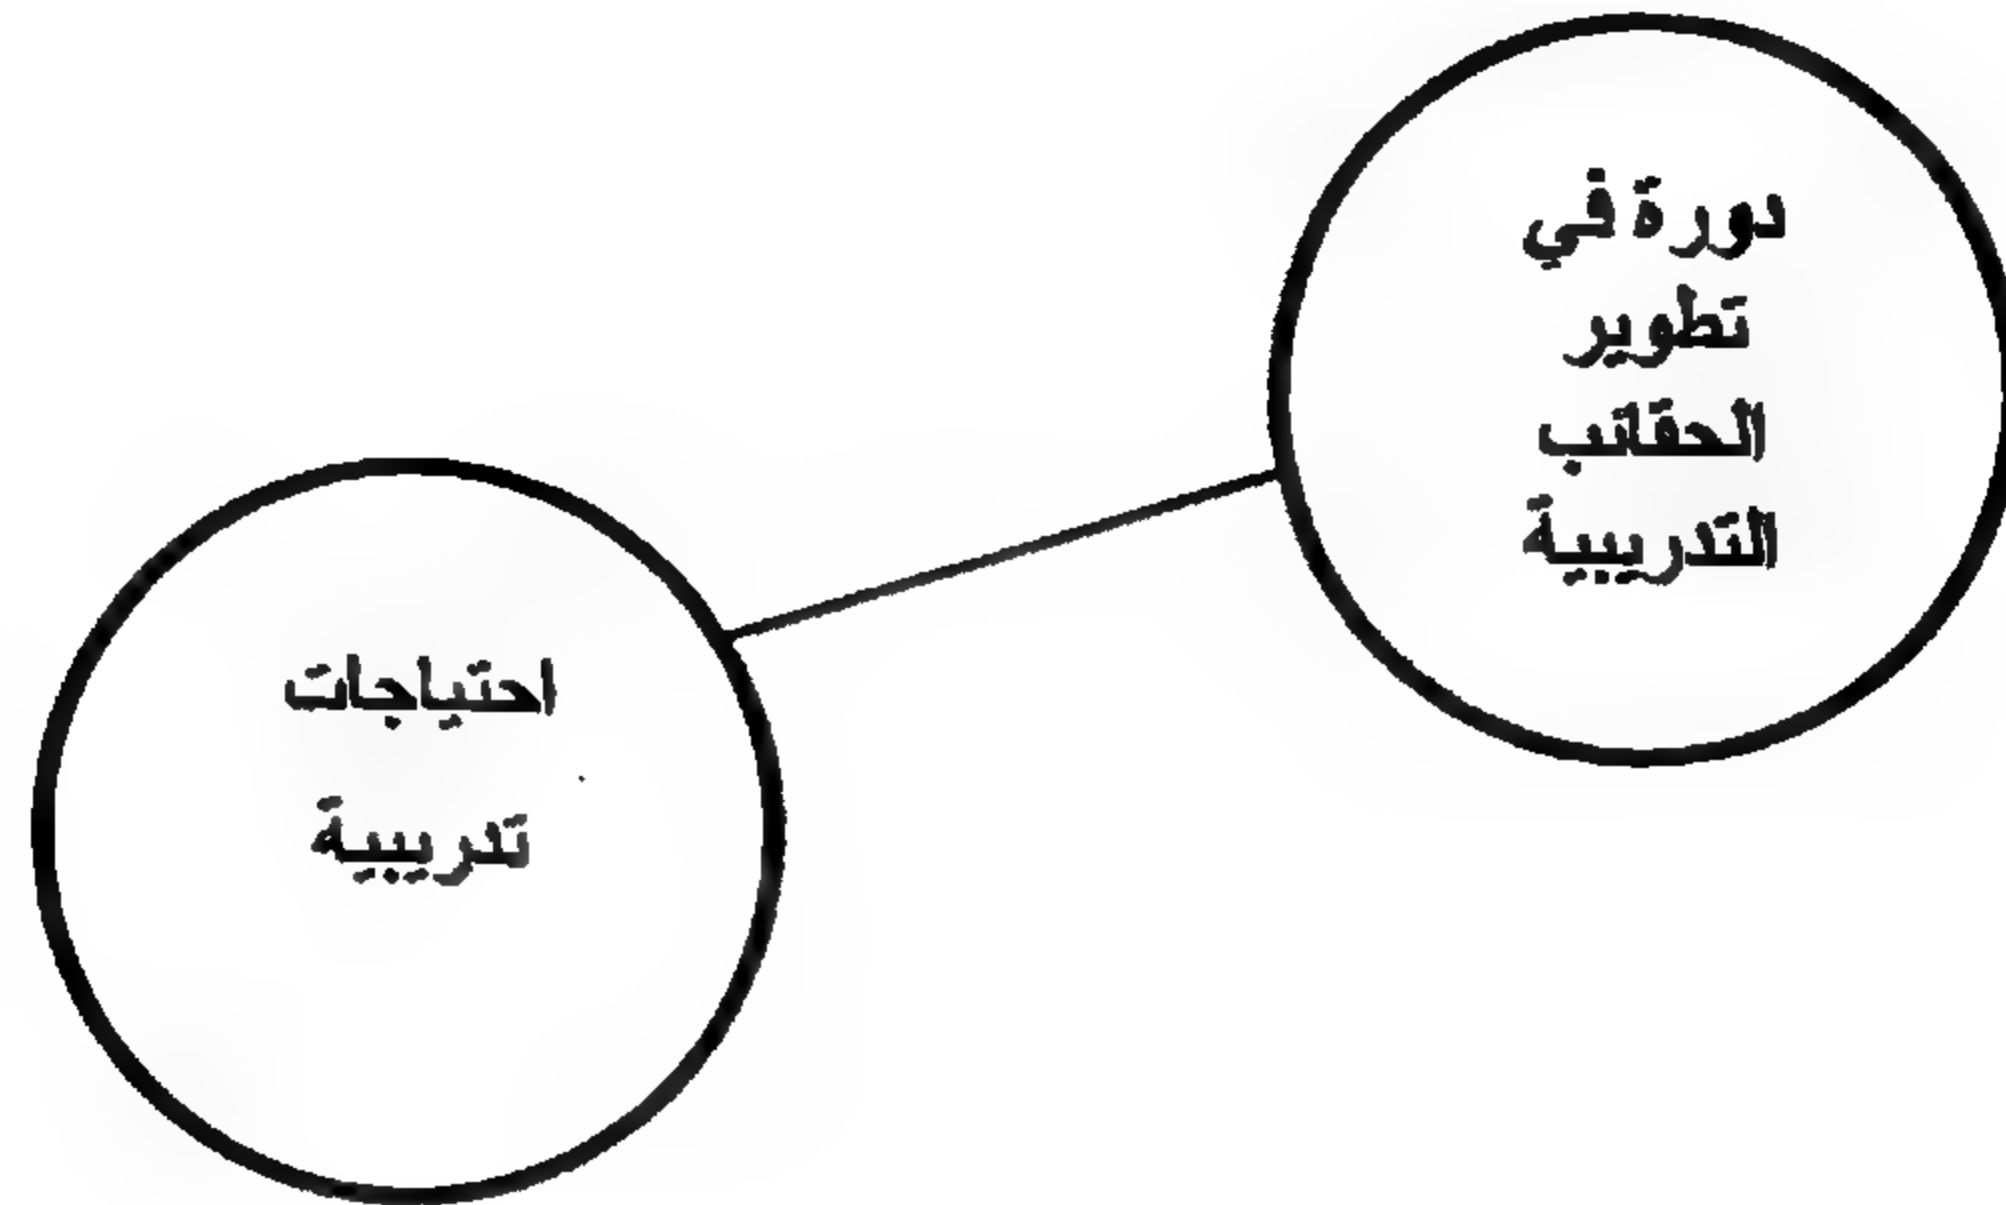 دورة في
تطوير
الحقائب
التدريبية
احتياجات
تدريبية